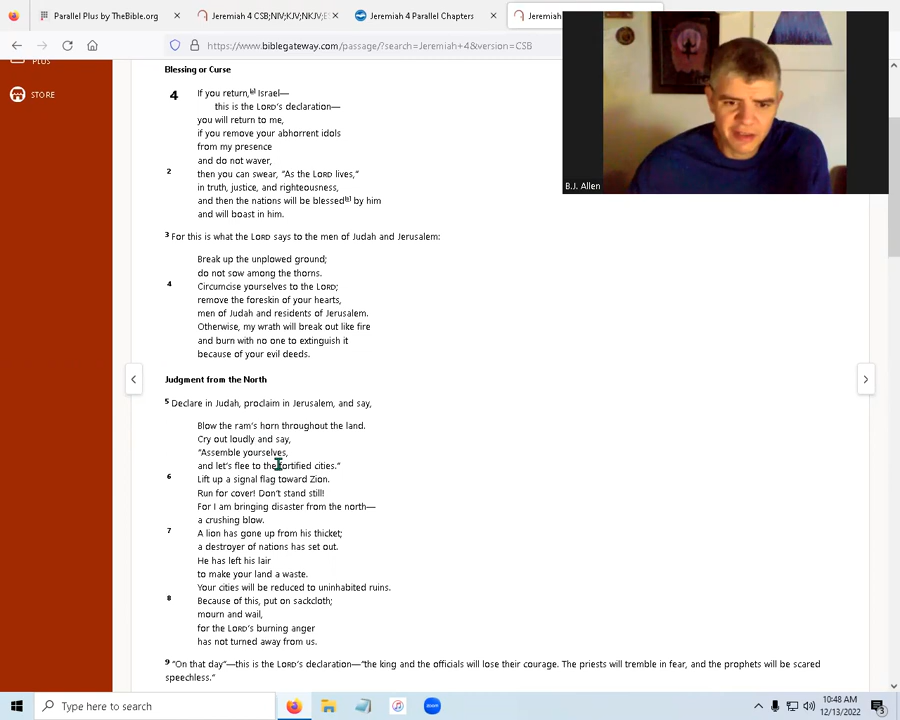 Parallel Plus by TheBible.org
Jeremiah 4 CSB;NIV;KJV;NKJV;E
Jeremiah 4 Parallel Chapters
Jeremiah
https://www.biblegateway.com/passage/?search=Jeremiah+4&version=CSB
PLUS
STORE
B.J. Allen
Blessing or Curse
4 If you return,[a] Israel—
this is the LORD's declaration—
you will return to me,
if you remove your abhorrent idols
from my presence
and do not waver,
2 then you can swear, "As the LORD lives,"
in truth, justice, and righteousness,
and then the nations will be blessed[b] by him
and will boast in him.
3 For this is what the LORD says to the men of Judah and Jerusalem:
Break up the unplowed ground;
do not sow among the thorns.
4 Circumcise yourselves to the LORD;
remove the foreskin of your hearts,
men of Judah and residents of Jerusalem.
Otherwise, my wrath will break out like fire
and burn with no one to extinguish it
because of your evil deeds.
Judgment from the North
5 Declare in Judah, proclaim in Jerusalem, and say,
Blow the ram's horn throughout the land.
Cry out loudly and say,
"Assemble yourselves,
and let's flee to the fortified cities."
6 Lift up a signal flag toward Zion.
Run for cover! Don't stand still!
For I am bringing disaster from the north—
a crushing blow.
7 A lion has gone up from his thicket;
a destroyer of nations has set out.
He has left his lair
to make your land a waste.
Your cities will be reduced to uninhabited ruins.
8 Because of this, put on sackcloth;
mourn and wail,
for the LORD's burning anger
has not turned away from us.
9 "On that day"—this is the LORD's declaration—"the king and the officials will lose their courage. The priests will tremble in fear, and the prophets will be scared
speechless."
Type here to search
10:48 AM
12/13/2022
3